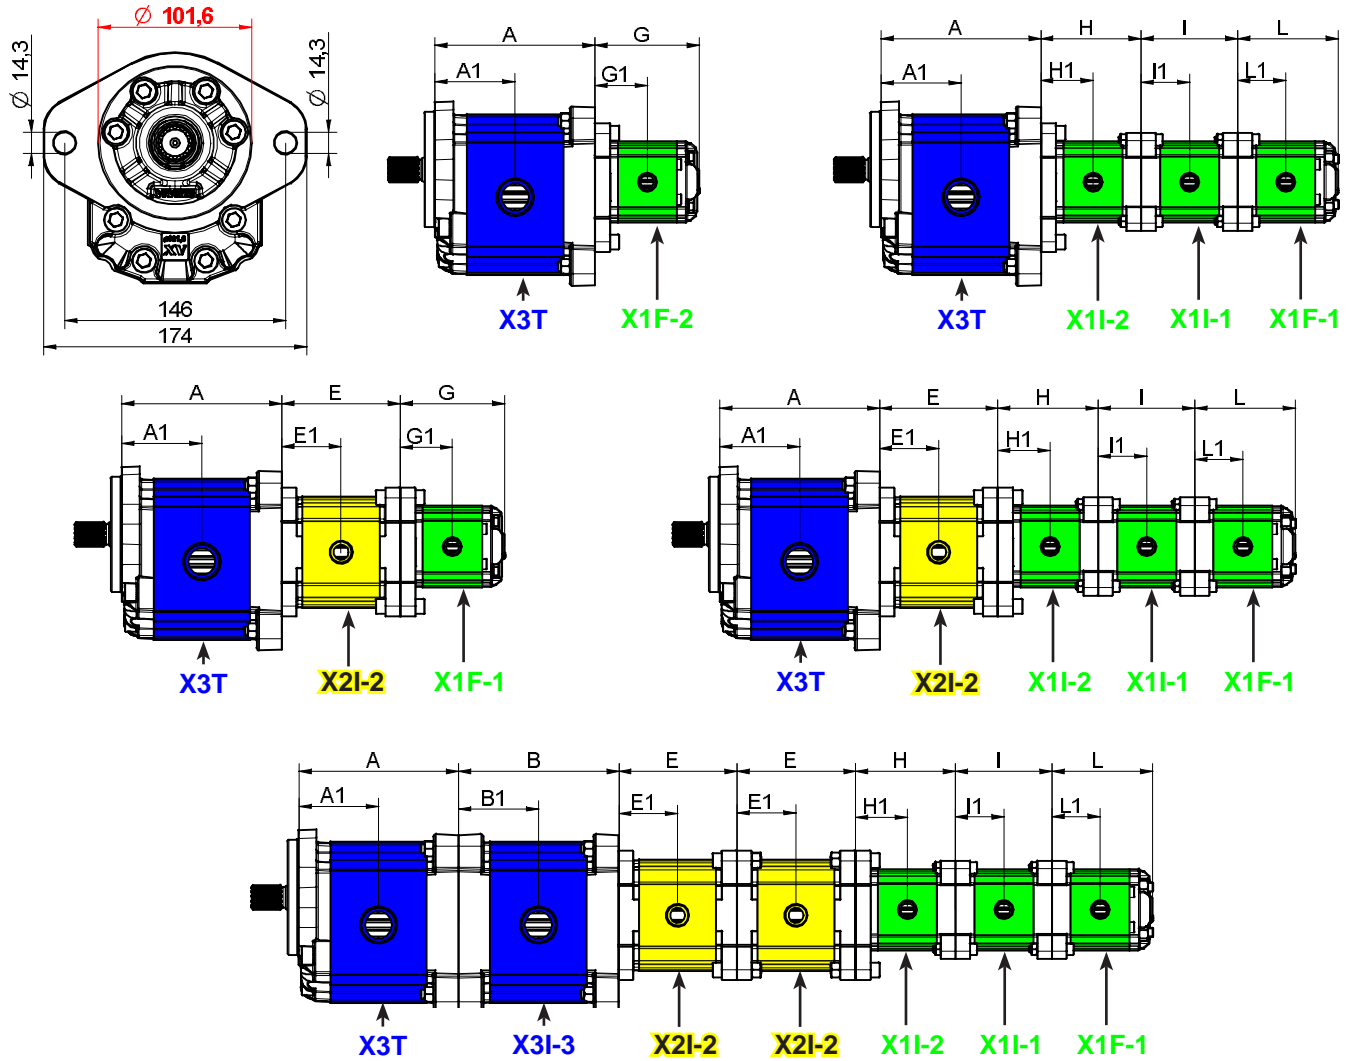 Ø 101,6
Ø 14,3
Ø 14,3
146
174
A G
A1 G1
X3T X1F-2
A H I L
A1 H1 I1 L1
X3T X1I-2 X1I-1 X1F-1
A E G
A1 E1 G1
X3T X2I-2 X1F-1
A E H I L
A1 E1 H1 I1 L1
X3T X2I-2 X1I-2 X1I-1 X1F-1
A B E E H I L
A1 B1 E1 E1 H1 I1 L1
X3T X3I-3 X2I-2 X2I-2 X1I-2 X1I-1 X1F-1